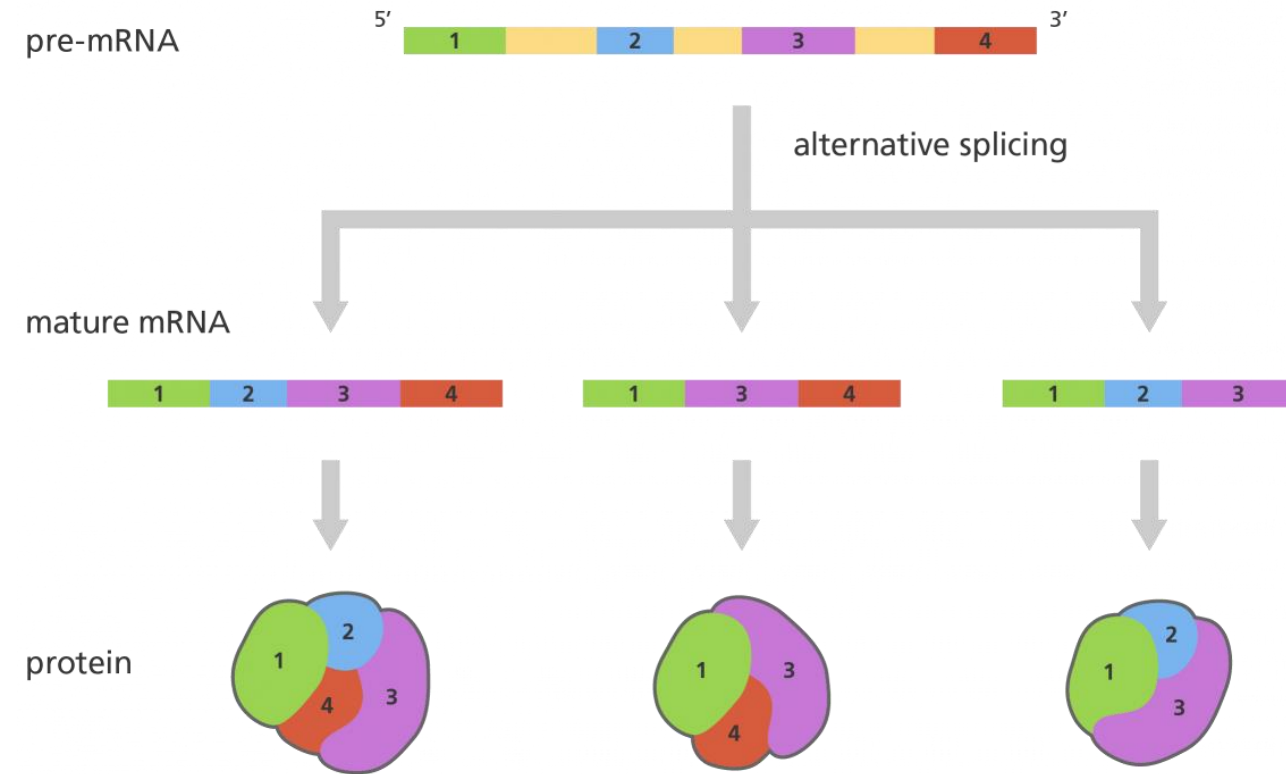 5’ 3’
pre-mRNA 1 2 3 4
alternative splicing
mature mRNA
1 2 3 4 1 3 4 1 2 3
protein
1 2 3 4
1 3 4
1 2 3